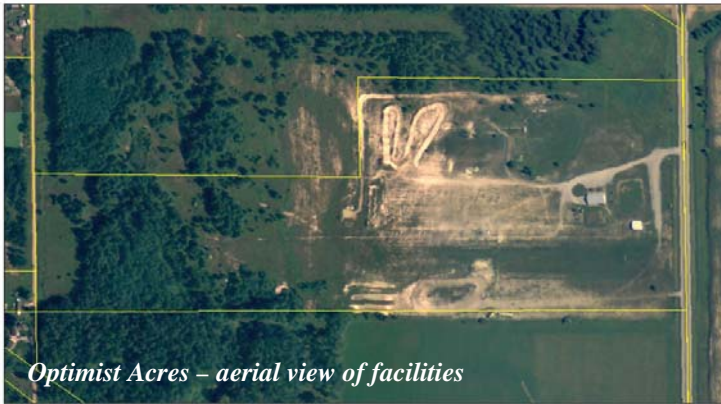 Optimist Acres – aerial view of facilities